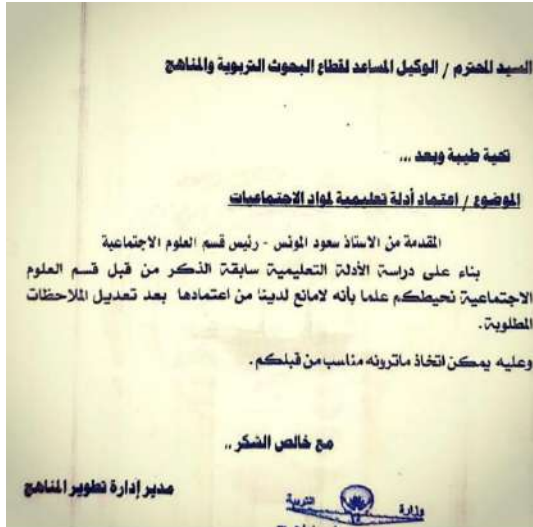 السيد المحترم / الوكيل المساعد لقطاع البحوث التربوية والمناهج
تحية طيبة وبعد ,,,
الموضوع / اعتماد أدلة تعليمية لمواد الاجتماعيات
المقدمة من الاستاذ سعود المونس - رئيس قسم العلوم الاجتماعية
بناء على دراسة الأدلة التعليمية سابقة الذكر من قبل قسم العلوم
الاجتماعية نحيطكم علما بأنه لامانع لدينا من اعتمادها بعد تعديل الملاحظات
المطلوبة.
وعليه يمكن اتخاذ ماترونه مناسب من قبلكم.
مع خالص الشكر ,,
مدير إدارة تطوير المناهج
وزارة التربية